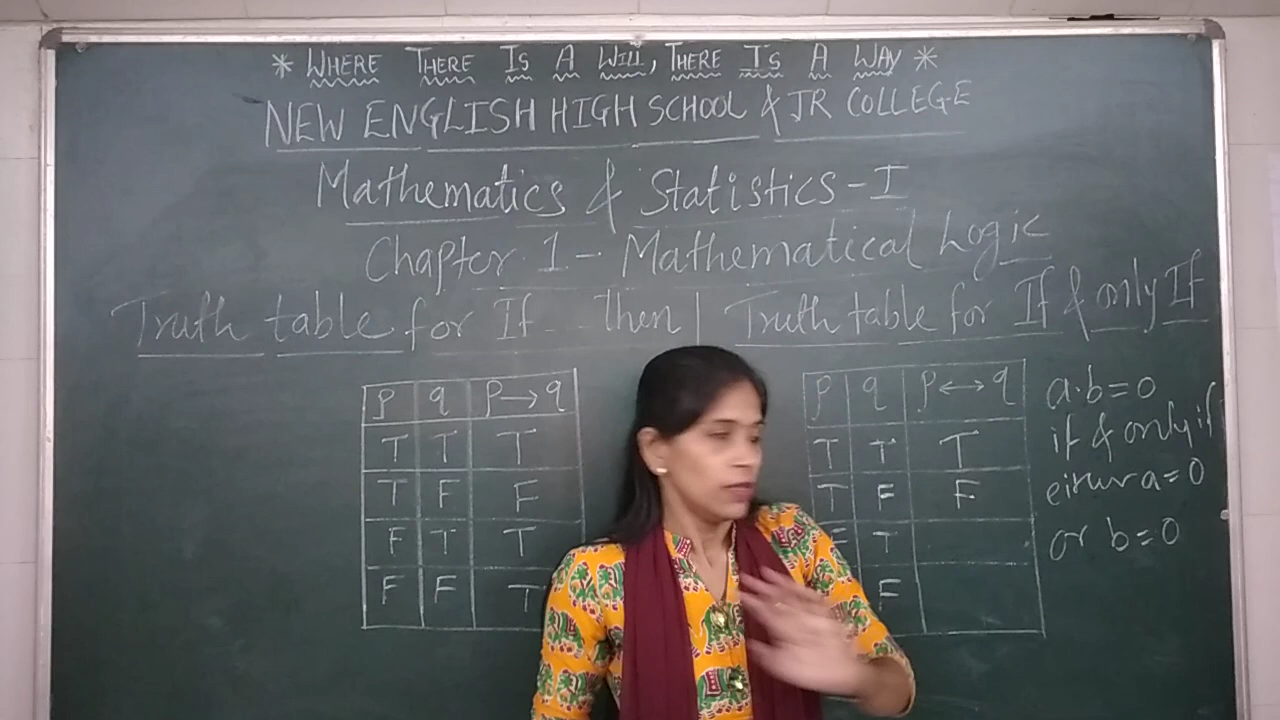 * WHERE THERE IS A WILL, THERE IS A WAY *
NEW ENGLISH HIGH SCHOOL & JR COLLEGE
Mathematics & Statistics - I
Chapter 1 - Mathematical Logic
Truth table for If ... then | Truth table for If & only If
p q p→q
T T T
T F F
F T T
F F T
p q p↔q
T T T
T F F
F T
F
a·b=0
if & only if
either a=0
or b=0